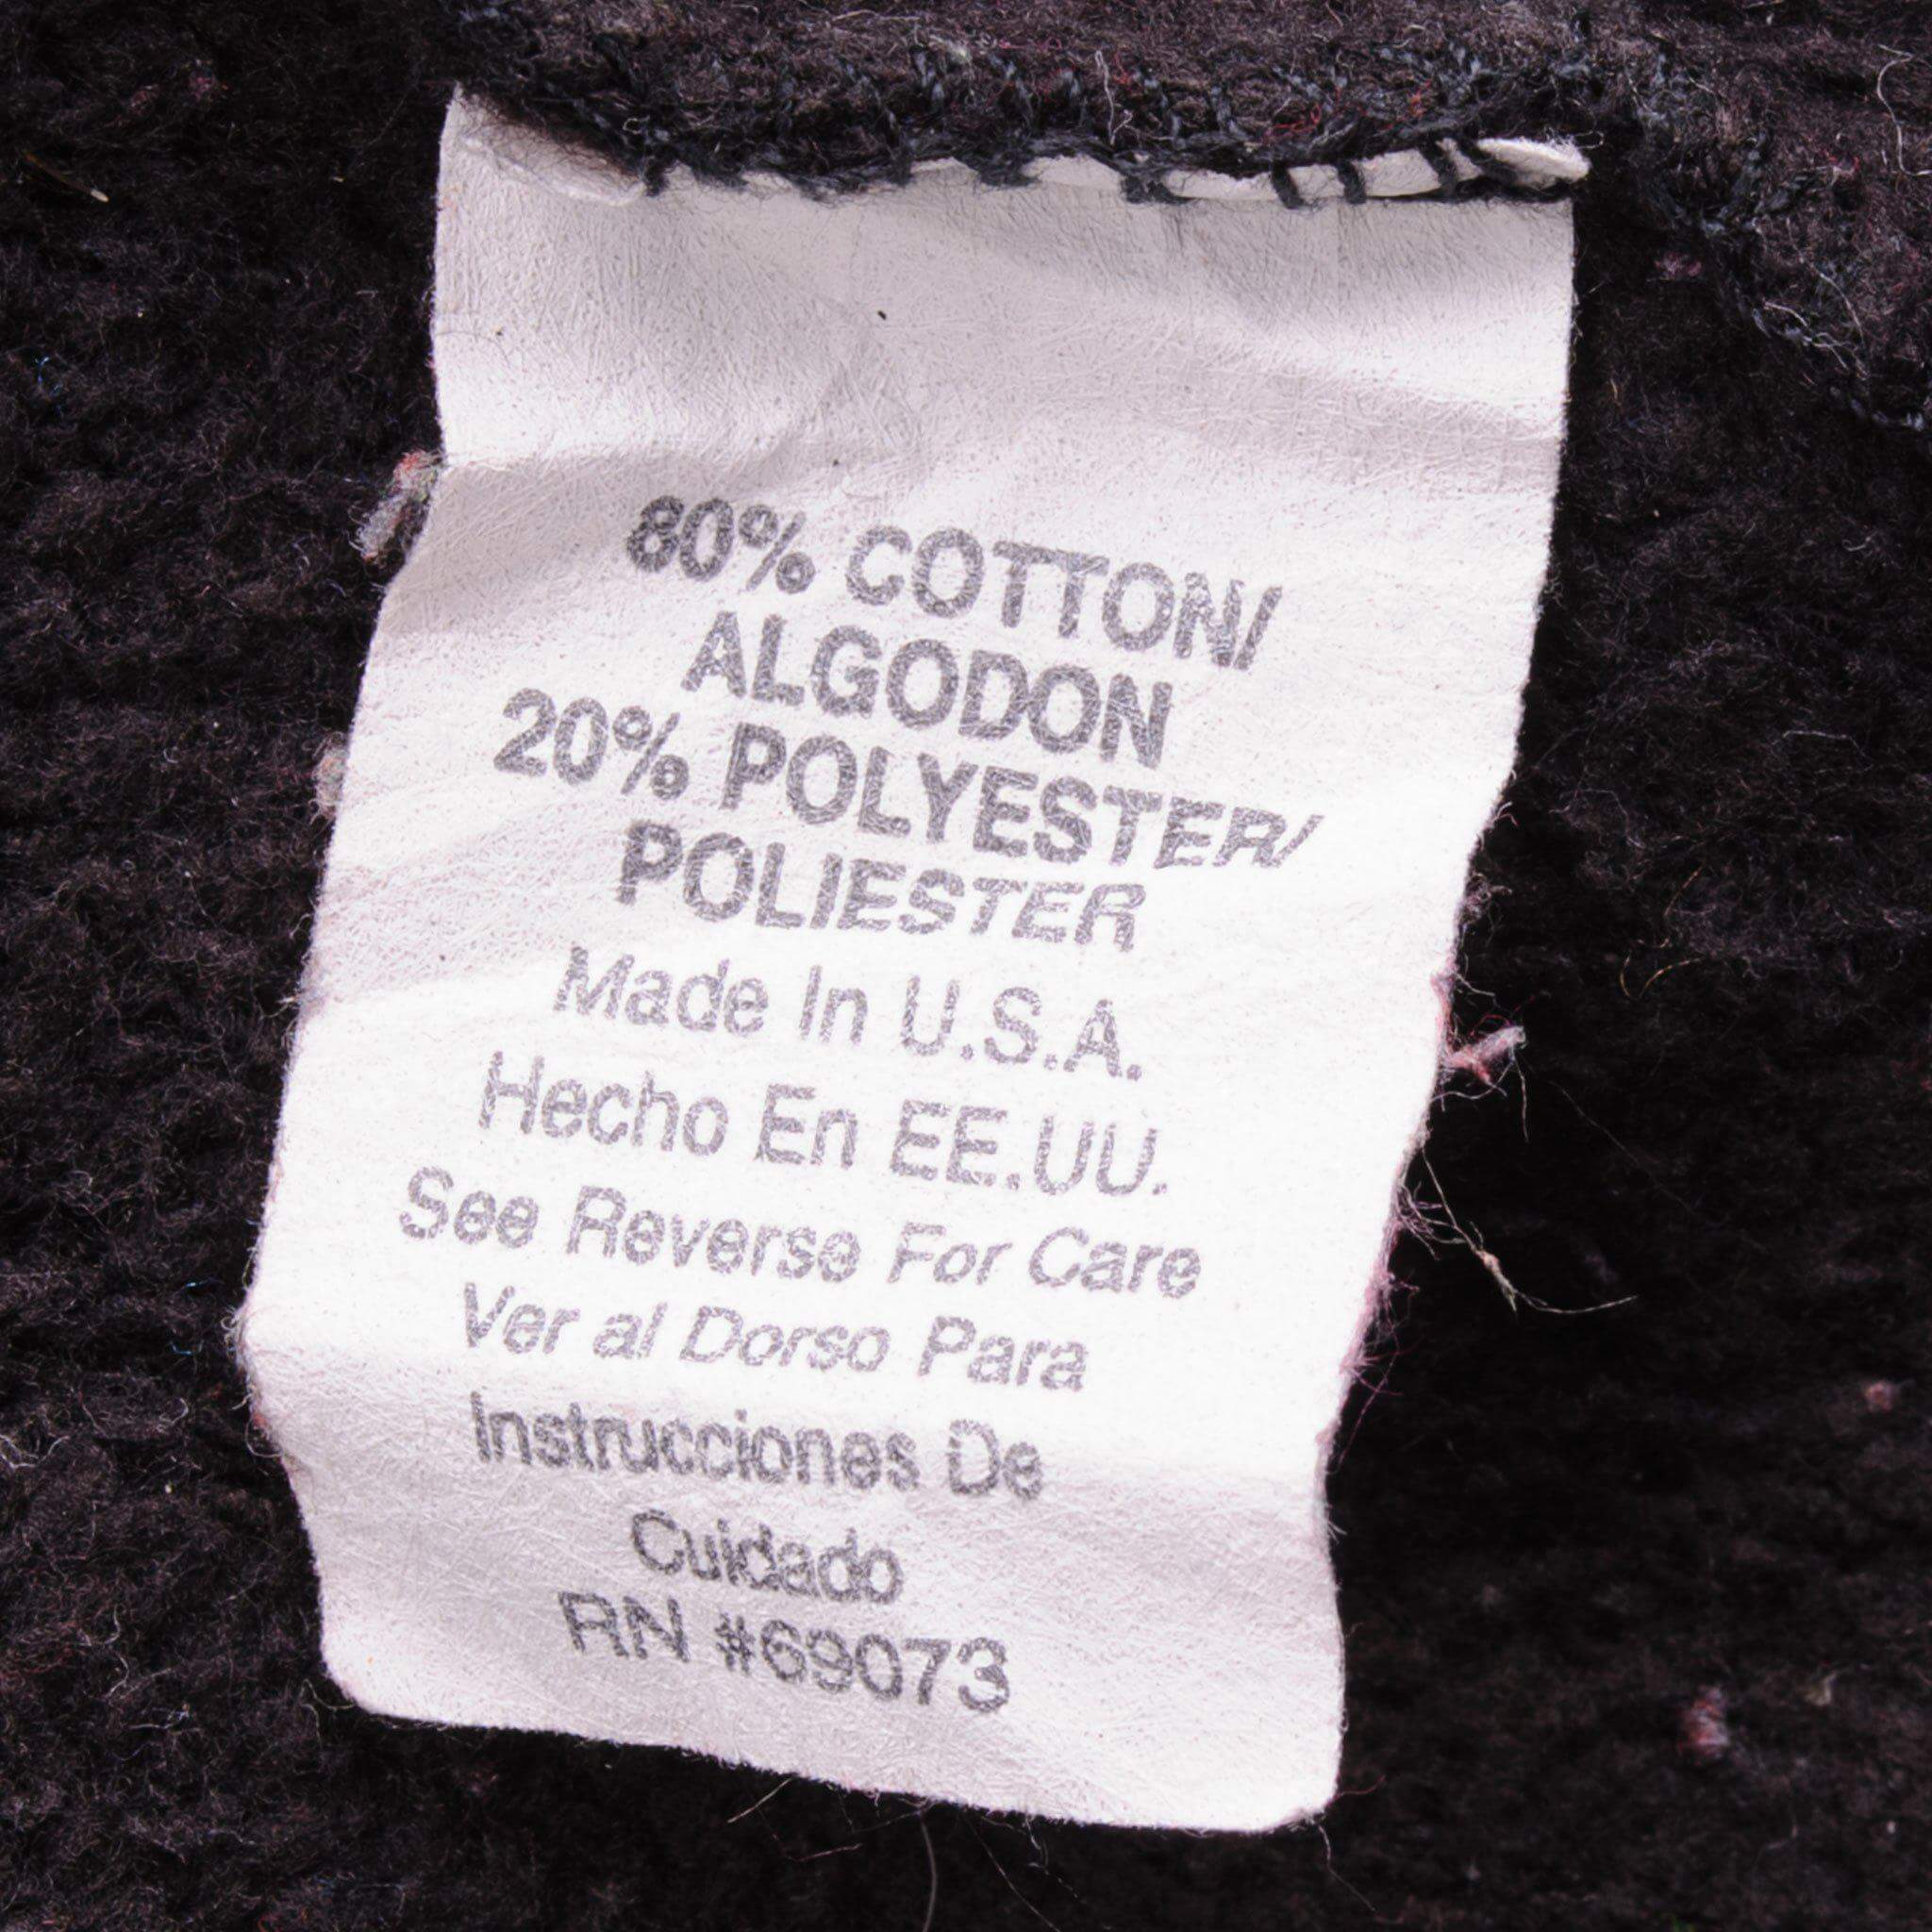 80% COTTON/
ALGODON
20% POLYESTER/
POLIESTER
Made In U.S.A.
Hecho En EE.UU.
See Reverse For Care
Ver al Dorso Para
Instrucciones De
Cuidado
RN #69073